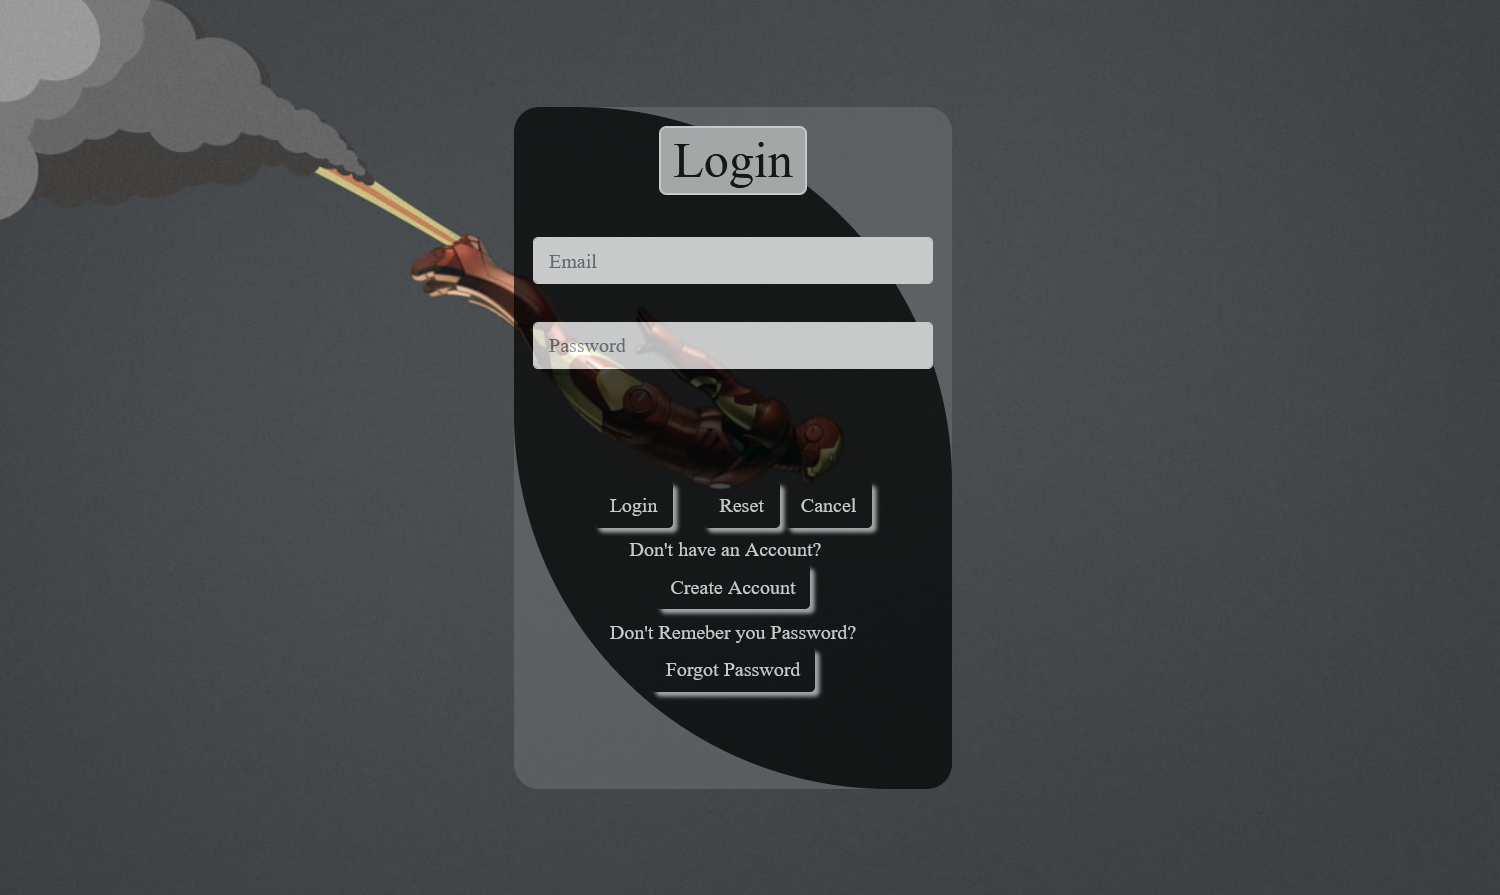 Login
Email
Password
Login Reset Cancel
Don't have an Account?
Create Account
Don't Remeber you Password?
Forgot Password